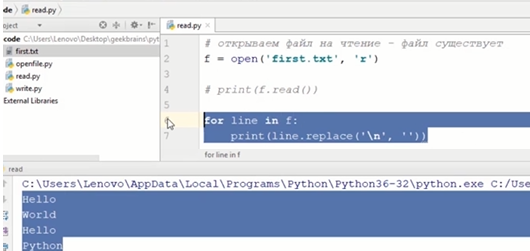 de
read.py
oject
read.py ×
code C:\Users\Lenovo\Desktop\geekbrains\pyt
first.txt
openfile.py
read.py
write.py
External Libraries
1 # открываем файл на чтение - файл существует
2 f = open('first.txt', 'r')
3
4 # print(f.read())
5
6 for line in f:
7 print(line.replace('\n', ''))
for line in f
read
C:\Users\Lenovo\AppData\Local\Programs\Python\Python36-32\python.exe C:/Use
Hello
World
Hello
Python